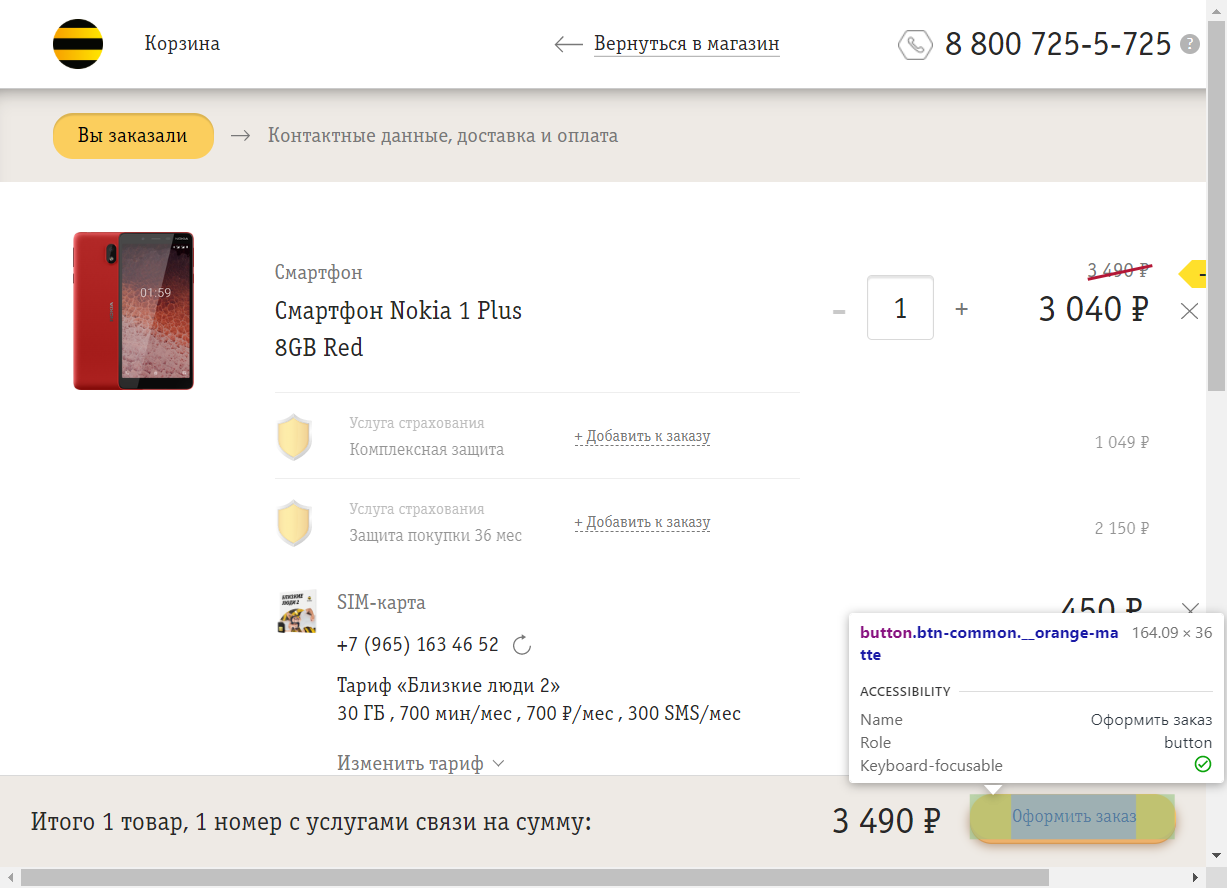 Корзина
Вернуться в магазин
8 800 725-5-725
?
Вы заказали
Контактные данные, доставка и оплата
Смартфон
Смартфон Nokia 1 Plus
8GB Red
01:59
− 1 +
3 490 ₽
3 040 ₽
Услуга страхования
Комплексная защита
+ Добавить к заказу
1 049 ₽
Услуга страхования
Защита покупки 36 мес
+ Добавить к заказу
2 150 ₽
БЛИЗКИЕ
ЛЮДИ 2
SIM-карта
450 ₽
+7 (965) 163 46 52
Тариф «Близкие люди 2»
30 ГБ , 700 мин/мес , 700 ₽/мес , 300 SMS/мес
Изменить тариф
button.btn-common.__orange-ma
tte
164.09 × 36
ACCESSIBILITY
Name Оформить заказ
Role button
Keyboard-focusable
Итого 1 товар, 1 номер с услугами связи на сумму:
3 490 ₽
Оформить заказ